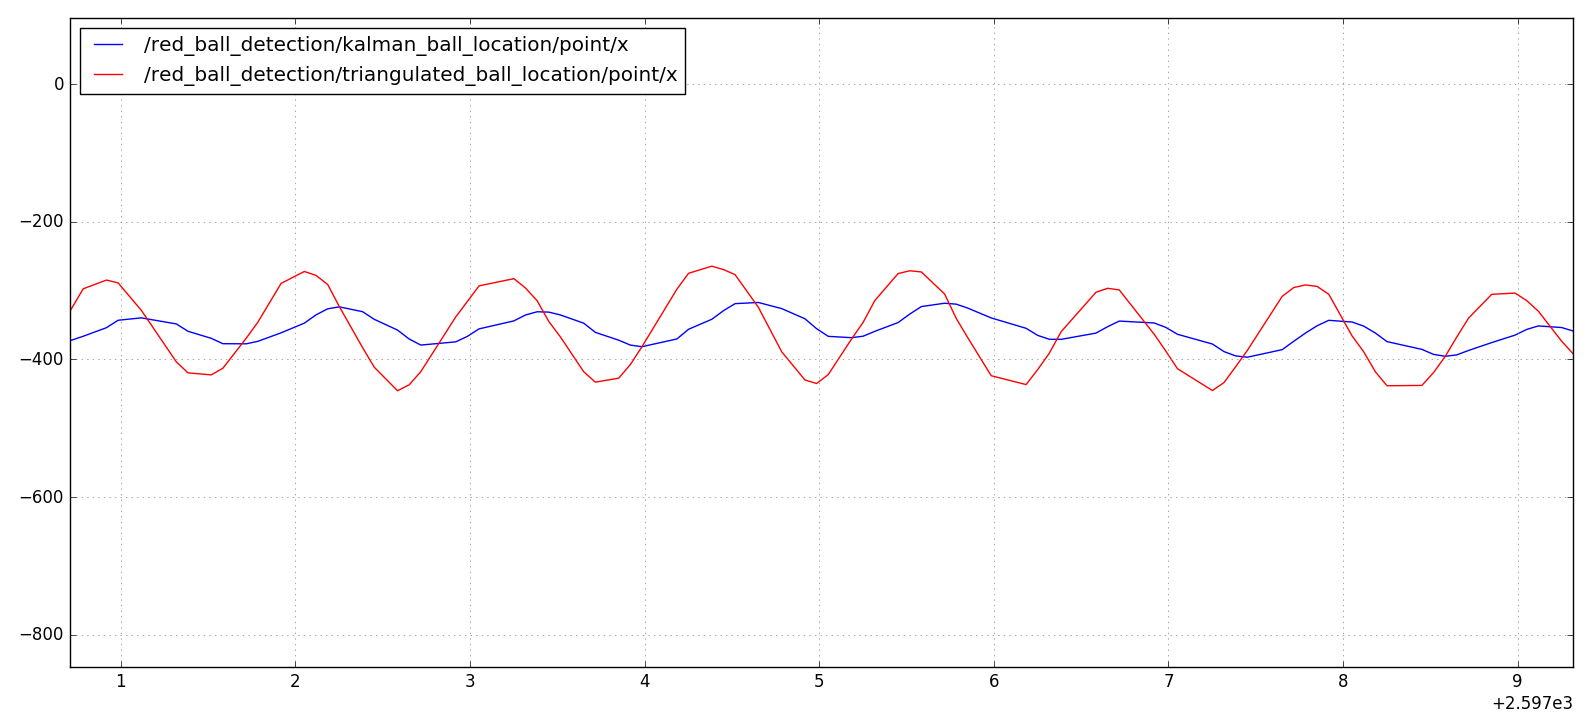 /red_ball_detection/kalman_ball_location/point/x
/red_ball_detection/triangulated_ball_location/point/x
0
−200
−400
−600
−800
1 2 3 4 5 6 7 8 9
+2.597e3